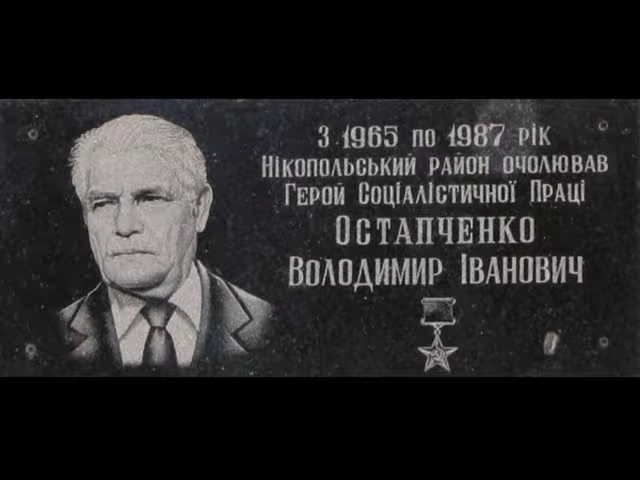 З 1965 по 1987 рік
Нікопольський район очолював
Герой Соціалістичної Праці
Остапченко
Володимир Іванович